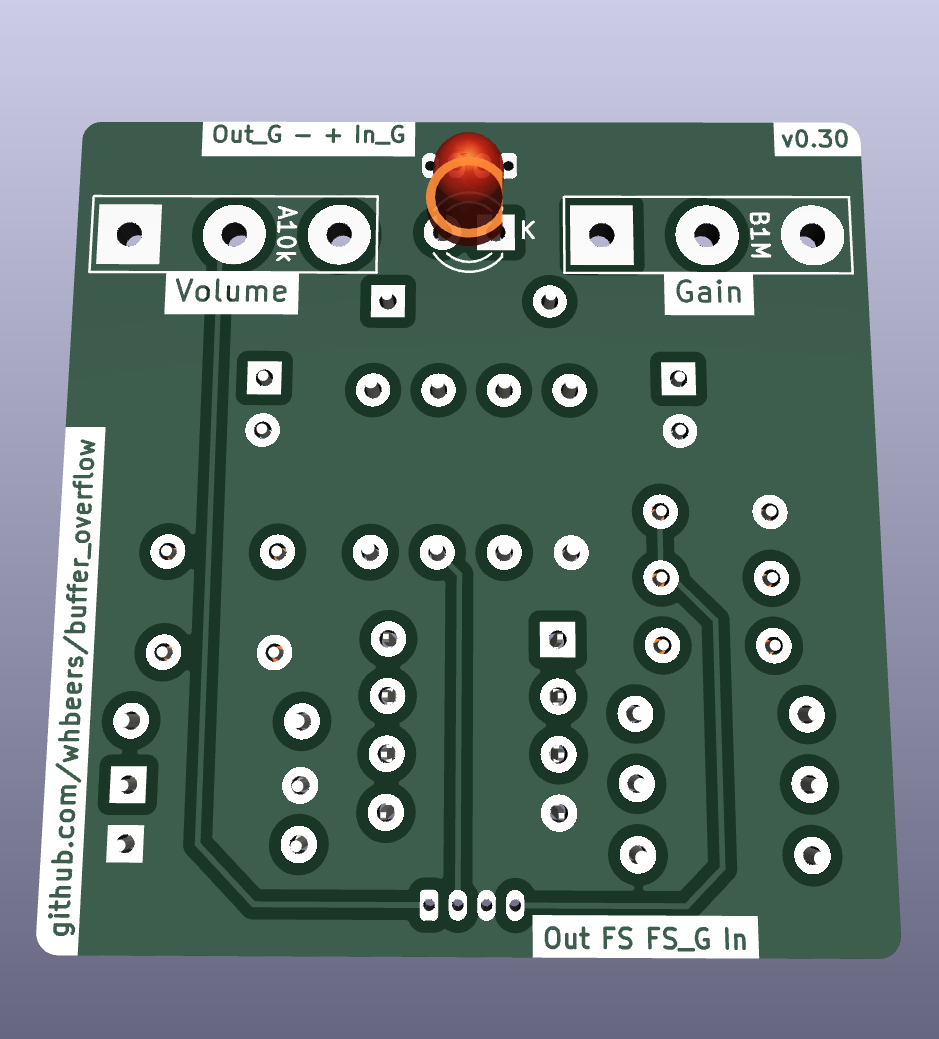 Out_G - + In_G
v0.30
A10k
K
B1M
Volume
Gain
github.com/whbeers/buffer_overflow
Out FS FS_G In